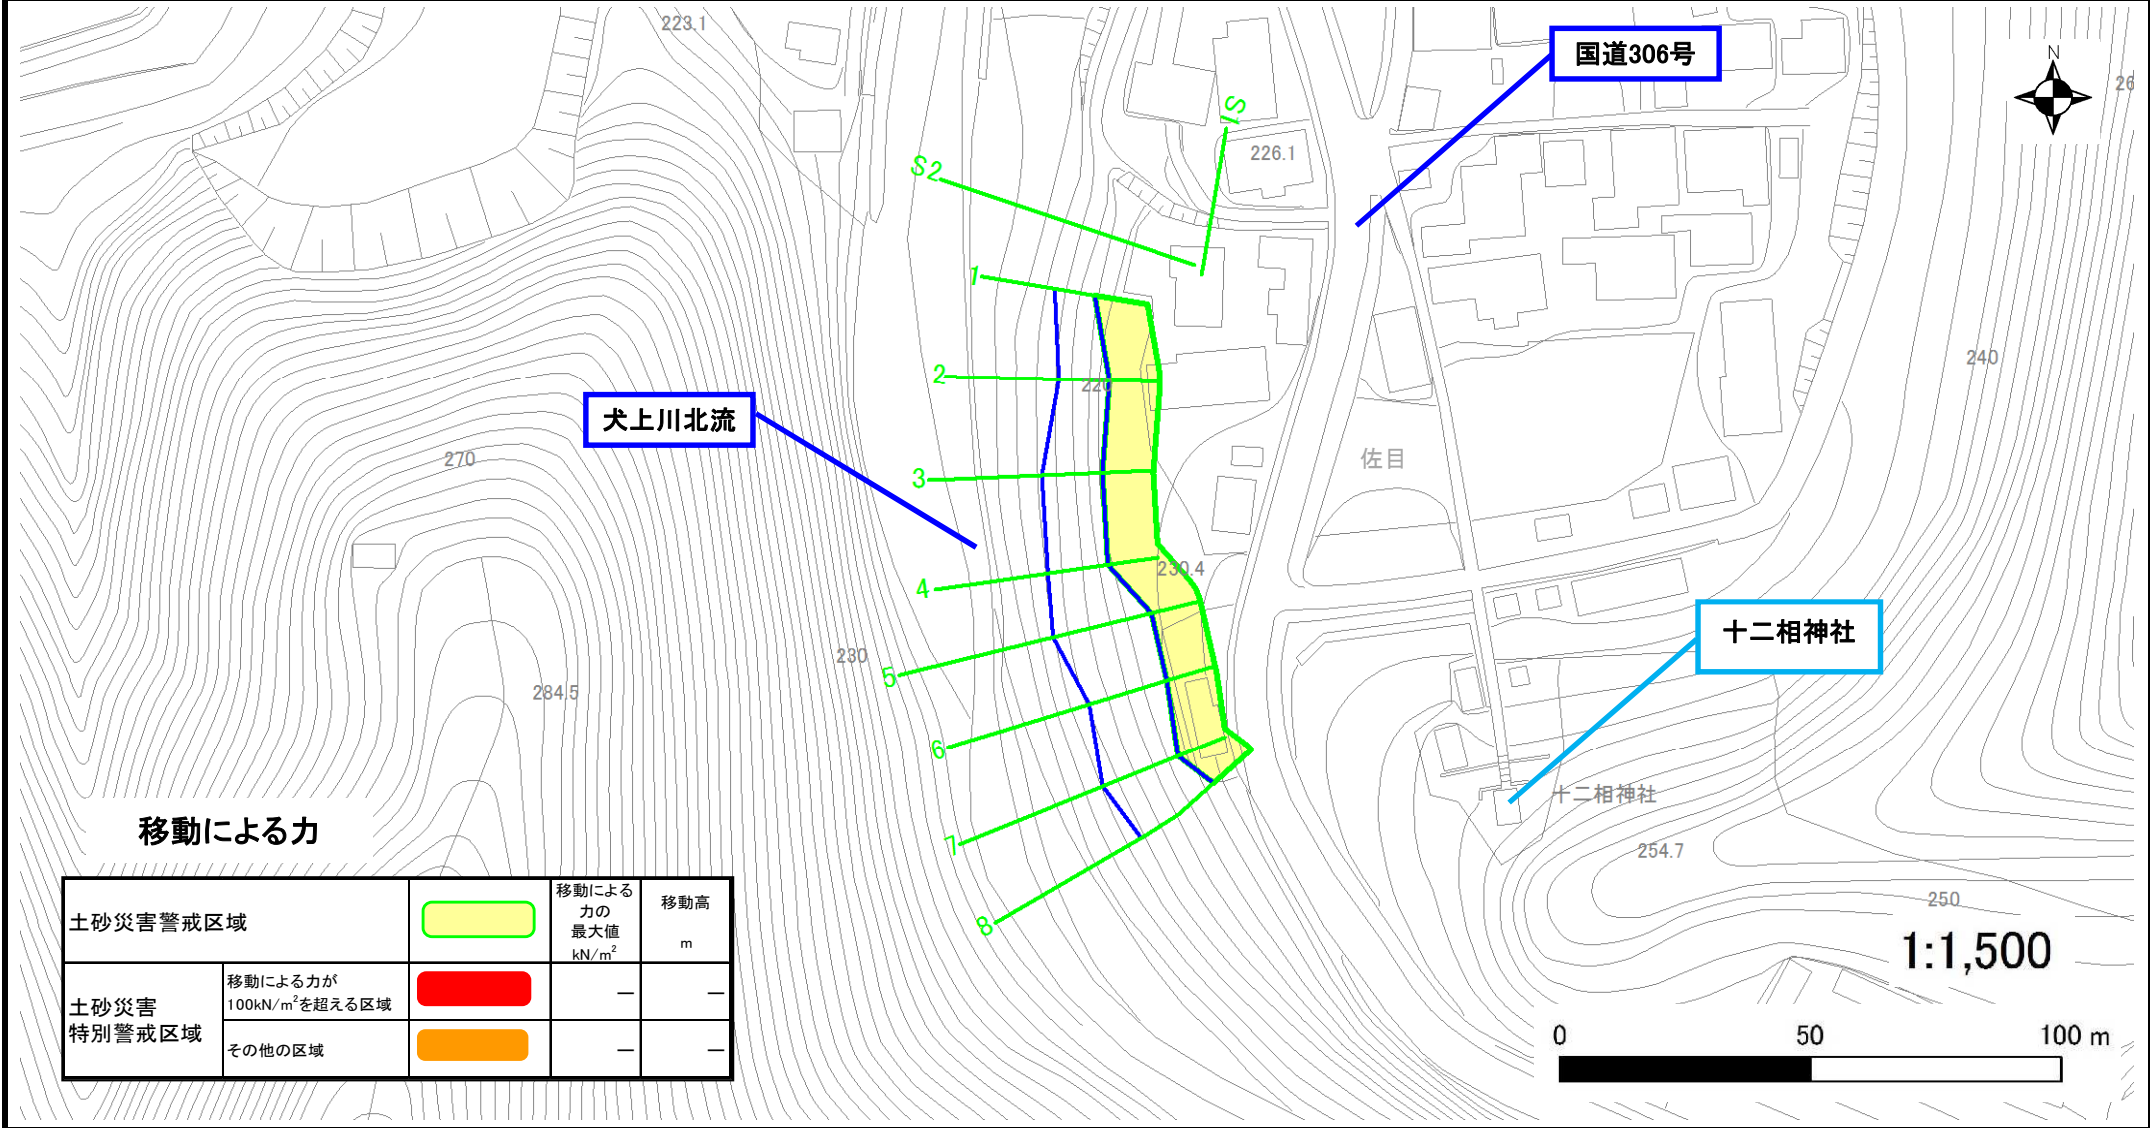 223.1
国道306号
N
26
S1
226.1
S2
1
2
220
240
犬上川北流
270
3
佐目
4
230.4
十二相神社
230
5
284.5
6
十二相神社
移動による力
7
254.7
8
250
1:1,500
土砂災害警戒区域
移動による
力の
最大値
kN/m²
移動高
m
土砂災害
特別警戒区域
移動による力が
100kN/m²を超える区域
—
—
その他の区域
—
—
0 50 100 m